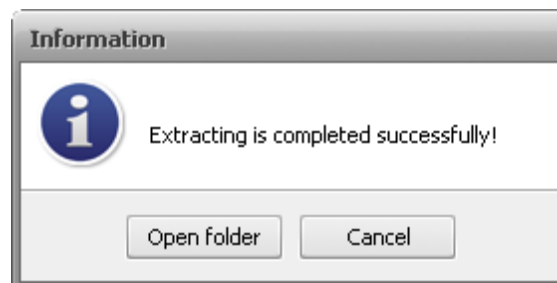 Information
Extracting is completed successfully!
Open folder
Cancel